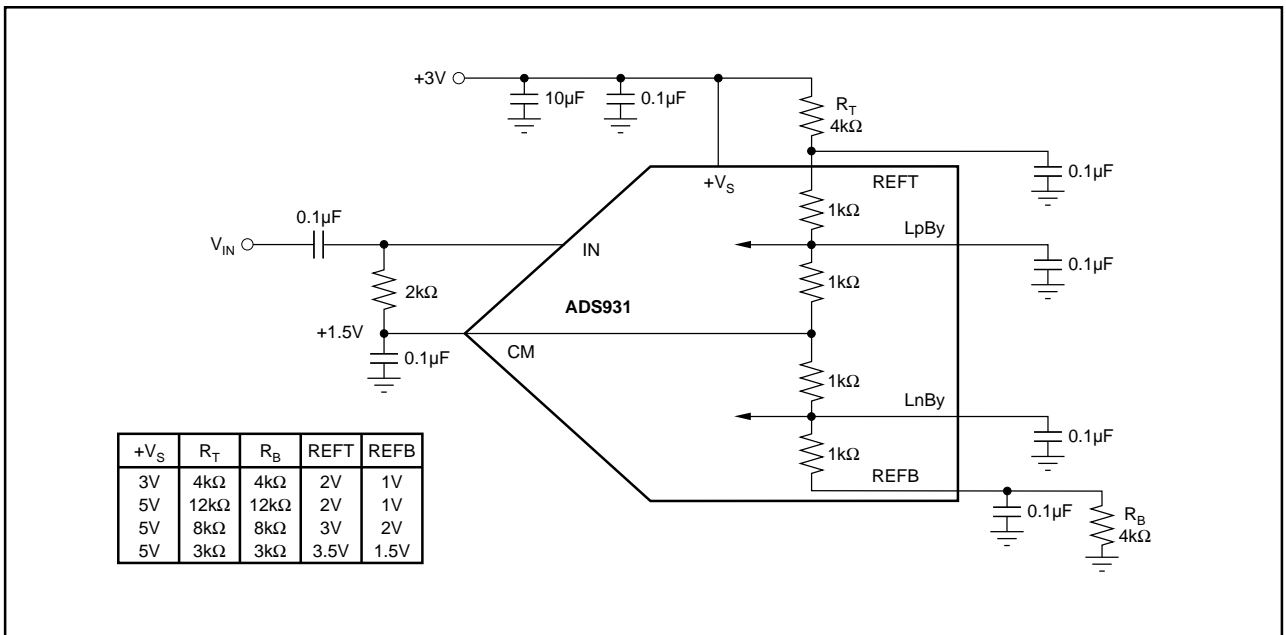 +3V
10µF
0.1µF
R_T
4kΩ
0.1µF
+V_S
REFT
1kΩ
0.1µF
LpBy
V_IN
IN
0.1µF
1kΩ
2kΩ
ADS931
+1.5V
0.1µF
CM
1kΩ
LnBy
0.1µF
1kΩ
REFB
0.1µF
R_B
4kΩ
+V_S R_T R_B REFT REFB
3V 4kΩ 4kΩ 2V 1V
5V 12kΩ 12kΩ 2V 1V
5V 8kΩ 8kΩ 3V 2V
5V 3kΩ 3kΩ 3.5V 1.5V